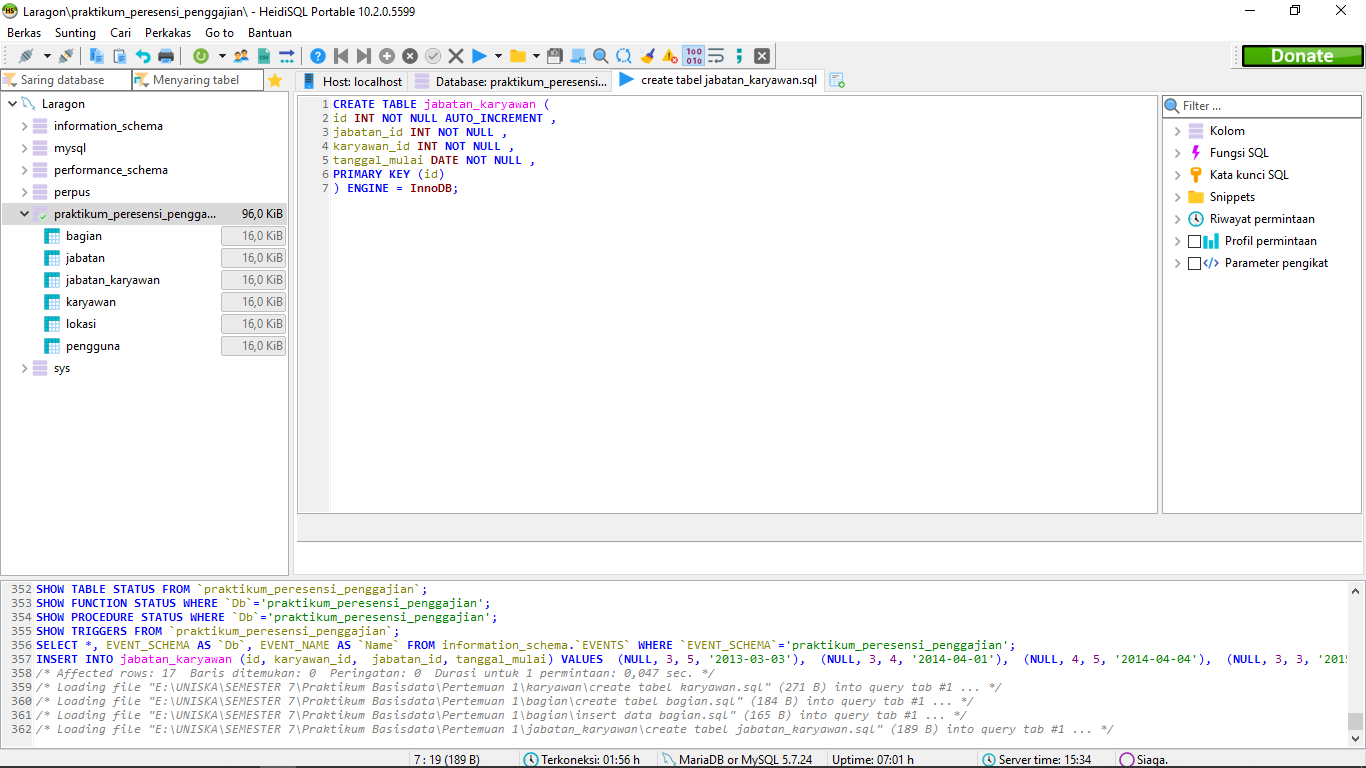 Laragon\praktikum_peresensi_penggajian\ - HeidiSQL Portable 10.2.0.5599
Berkas Sunting Cari Perkakas Go to Bantuan
Donate
Saring database Menyaring tabel
Host: localhost Database: praktikum_peresensi... create tabel jabatan_karyawan.sql
Laragon
information_schema
mysql
performance_schema
perpus
praktikum_peresensi_pengga... 96,0 KiB
bagian 16,0 KiB
jabatan 16,0 KiB
jabatan_karyawan 16,0 KiB
karyawan 16,0 KiB
lokasi 16,0 KiB
pengguna 16,0 KiB
sys
1 CREATE TABLE jabatan_karyawan (
2 id INT NOT NULL AUTO_INCREMENT ,
3 jabatan_id INT NOT NULL ,
4 karyawan_id INT NOT NULL ,
5 tanggal_mulai DATE NOT NULL ,
6 PRIMARY KEY (id)
7 ) ENGINE = InnoDB;
Filter ...
Kolom
Fungsi SQL
Kata kunci SQL
Snippets
Riwayat permintaan
Profil permintaan
Parameter pengikat
352 SHOW TABLE STATUS FROM `praktikum_peresensi_penggajian`;
353 SHOW FUNCTION STATUS WHERE `Db`='praktikum_peresensi_penggajian';
354 SHOW PROCEDURE STATUS WHERE `Db`='praktikum_peresensi_penggajian';
355 SHOW TRIGGERS FROM `praktikum_peresensi_penggajian`;
356 SELECT *, EVENT_SCHEMA AS `Db`, EVENT_NAME AS `Name` FROM information_schema.`EVENTS` WHERE `EVENT_SCHEMA`='praktikum_peresensi_penggajian';
357 INSERT INTO jabatan_karyawan (id, karyawan_id,  jabatan_id, tanggal_mulai) VALUES  (NULL, 3, 5, '2013-03-03'),  (NULL, 3, 4, '2014-04-01'),  (NULL, 4, 5, '2014-04-04'),  (NULL, 3, 3, '2015
358 /* Affected rows: 17  Baris ditemukan: 0  Peringatan: 0  Durasi untuk 1 permintaan: 0,047 sec. */
359 /* Loading file "E:\UNISKA\SEMESTER 7\Praktikum Basisdata\Pertemuan 1\karyawan\create tabel karyawan.sql" (271 B) into query tab #1 ... */
360 /* Loading file "E:\UNISKA\SEMESTER 7\Praktikum Basisdata\Pertemuan 1\bagian\create tabel bagian.sql" (184 B) into query tab #1 ... */
361 /* Loading file "E:\UNISKA\SEMESTER 7\Praktikum Basisdata\Pertemuan 1\bagian\insert data bagian.sql" (165 B) into query tab #1 ... */
362 /* Loading file "E:\UNISKA\SEMESTER 7\Praktikum Basisdata\Pertemuan 1\jabatan_karyawan\create tabel jabatan_karyawan.sql" (189 B) into query tab #1 ... */
7 : 19 (189 B) Terkoneksi: 01:56 h MariaDB or MySQL 5.7.24 Uptime: 07:01 h Server time: 15:34 Siaga.